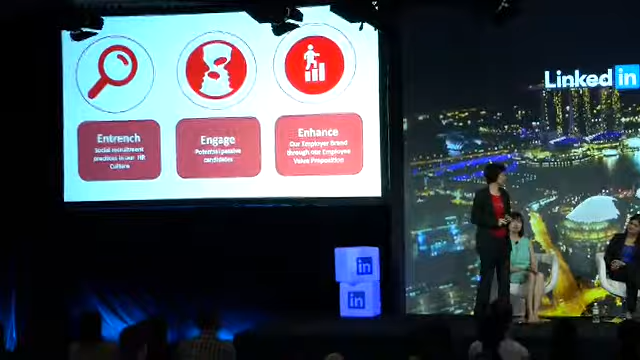 Entrench
Social recruitment
practices in our HR
Culture
Engage
Potential passive
candidates
Enhance
Our Employer Brand
through our Employee
Value Proposition
LinkedIn
in
in